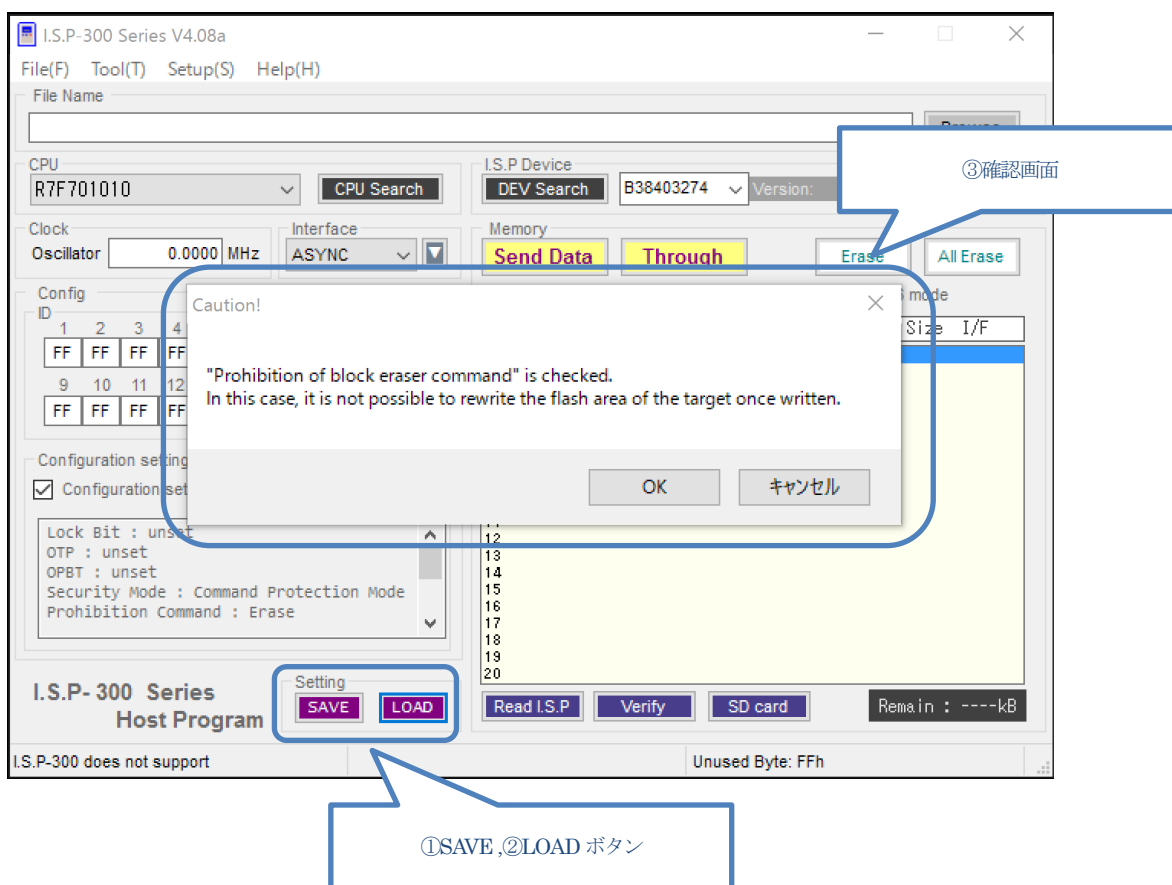 I.S.P-300 Series V4.08a
File(F) Tool(T) Setup(S) Help(H)
File Name
③確認画面
CPU
R7F701010
CPU Search
I.S.P Device
DEV Search
B38403274
Version:
Clock
Oscillator 0.0000 MHz
Interface
ASYNC
Memory
Send Data
Through
Erase
All Erase
Config
ID
1 2 3 4
FF FF FF FF
9 10 11 12
FF FF FF FF
mode
Size I/F
Caution!
"Prohibition of block eraser command" is checked.
In this case, it is not possible to rewrite the flash area of the target once written.
OK
キャンセル
Configuration setting
Configuration set
Lock Bit : unset
OTP : unset
OPBT : unset
Security Mode : Command Protection Mode
Prohibition Command : Erase
12
13
14
15
16
17
18
19
20
I.S.P- 300 Series
Host Program
Setting
SAVE
LOAD
Read I.S.P
Verify
SD card
Remain : ----kB
I.S.P-300 does not support
Unused Byte: FFh
①SAVE ,②LOAD ボタン